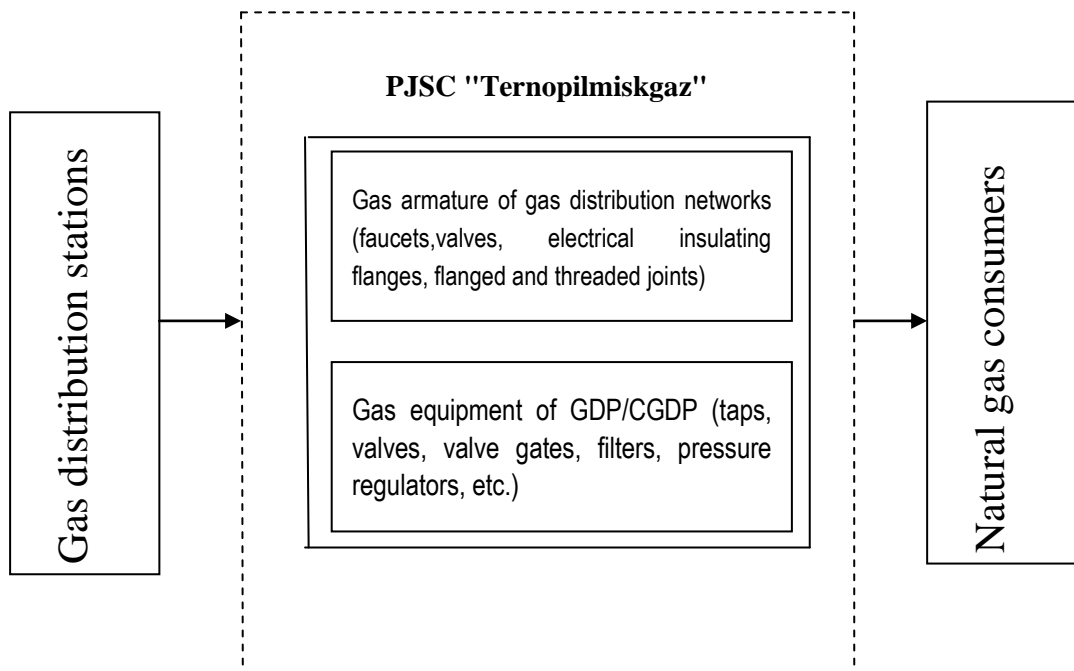 PJSC "Ternopilmiskgaz"
Gas distribution stations
Gas armature of gas distribution networks
(faucets,valves, electrical insulating
flanges, flanged and threaded joints)
Gas equipment of GDP/CGDP (taps,
valves, valve gates, filters, pressure
regulators, etc.)
Natural gas consumers